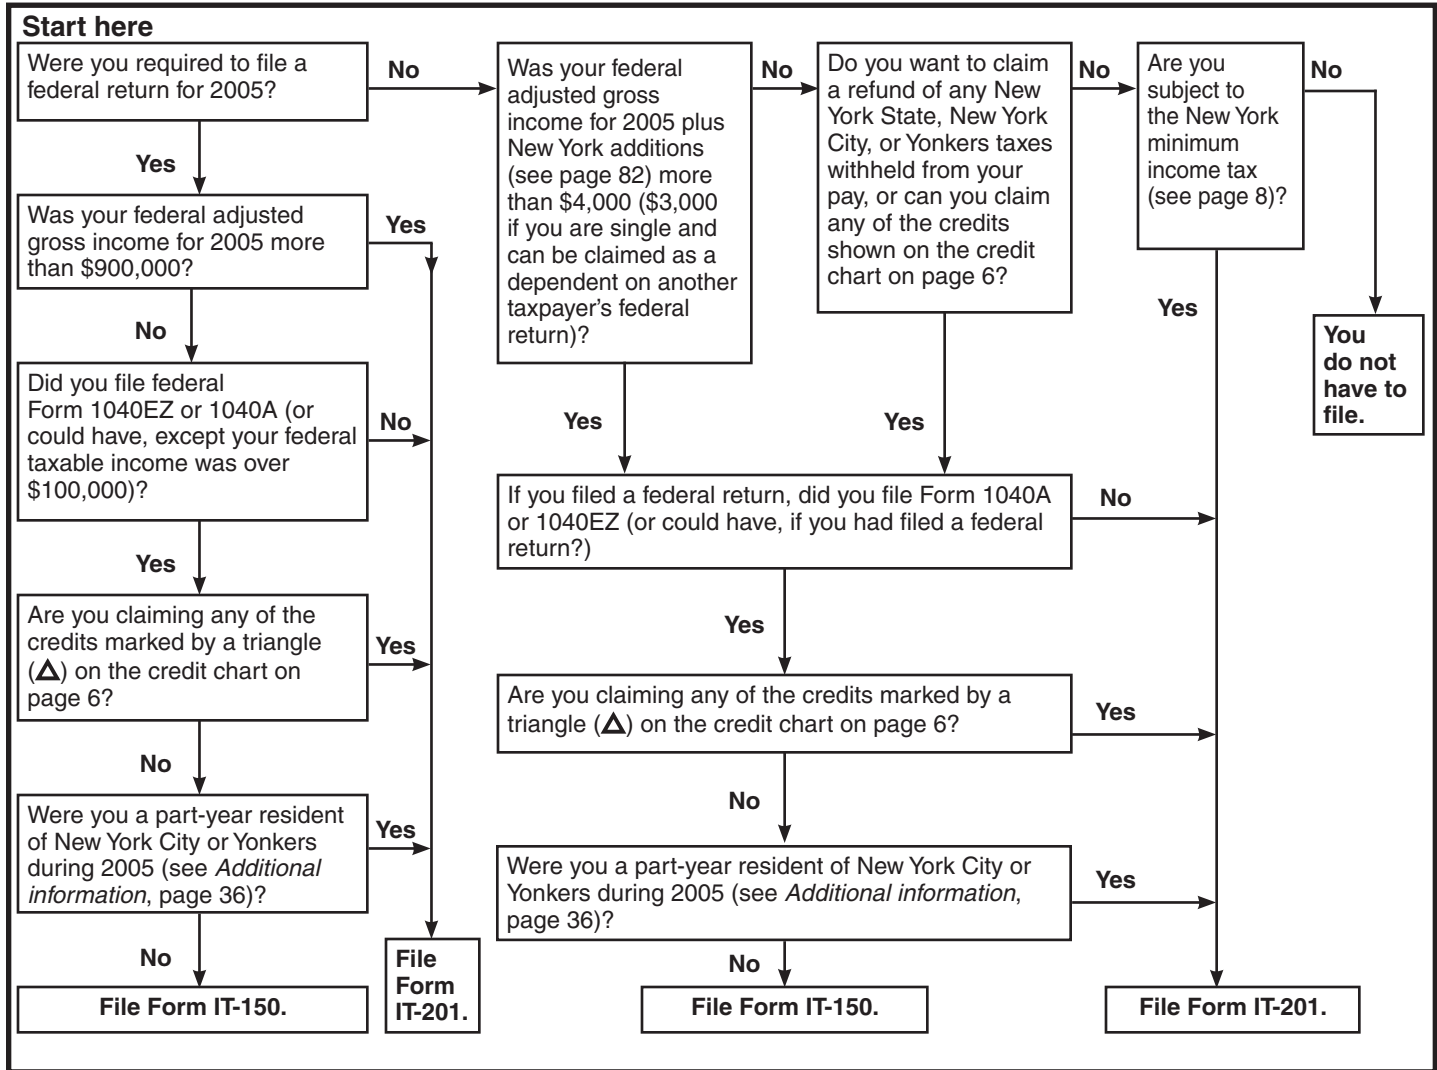 Start here
Were you required to file a
federal return for 2005?
No
Yes
Was your federal adjusted
gross income for 2005 more
than $900,000?
Yes
No
Did you file federal
Form 1040EZ or 1040A (or
could have, except your federal
taxable income was over
$100,000)?
No
Yes
Are you claiming any of the
credits marked by a triangle
(△) on the credit chart on
page 6?
Yes
No
Were you a part-year resident
of New York City or Yonkers
during 2005 (see Additional
information, page 36)?
Yes
No
File Form IT-150.
File
Form
IT-201.
Was your federal
adjusted gross
income for 2005 plus
New York additions
(see page 82) more
than $4,000 ($3,000
if you are single and
can be claimed as a
dependent on another
taxpayer's federal
return)?
No
Yes
Do you want to claim
a refund of any New
York State, New York
City, or Yonkers taxes
withheld from your
pay, or can you claim
any of the credits
shown on the credit
chart on page 6?
No
Yes
Are you
subject to
the New York
minimum
income tax
(see page 8)?
No
Yes
You
do not
have to
file.
If you filed a federal return, did you file Form 1040A
or 1040EZ (or could have, if you had filed a federal
return?)
No
Yes
Are you claiming any of the credits marked by a
triangle (△) on the credit chart on page 6?
Yes
No
Were you a part-year resident of New York City or
Yonkers during 2005 (see Additional information,
page 36)?
Yes
No
File Form IT-150.
File Form IT-201.